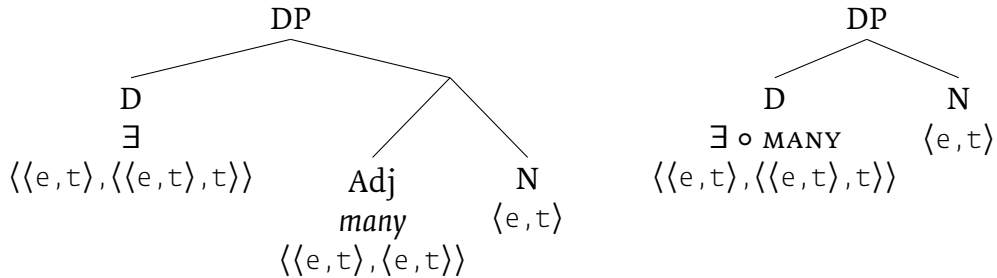 DP DP
D D N
∃ ∃ ∘ MANY ⟨e,t⟩
⟨⟨e,t⟩,⟨⟨e,t⟩,t⟩⟩ Adj N ⟨⟨e,t⟩,⟨⟨e,t⟩,t⟩⟩
many ⟨e,t⟩
⟨⟨e,t⟩,⟨e,t⟩⟩